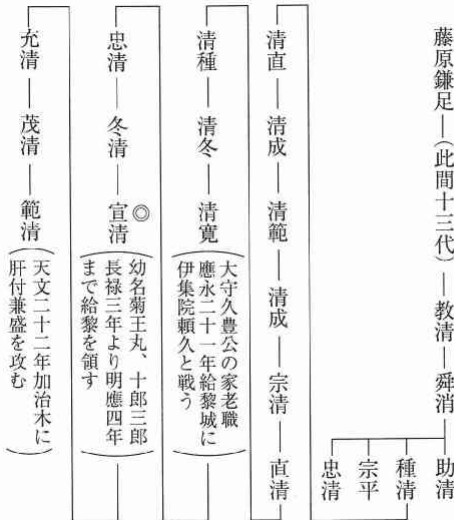 藤原鎌足―(此間十三代)―教清―舜消―助清
種清
宗平
忠清
清直―清成―清範―清成―宗清―直清
清種―清冬―清寛(大守久豊公の家老職
應永二十一年給黎城に
伊集院頼久と戦う)
忠清―冬清―◎宣清(幼名菊王丸、十郎三郎
長禄三年より明應四年
まで給黎を領す)
充清―茂清―範清(天文二十二年加治木に
肝付兼盛を攻む)